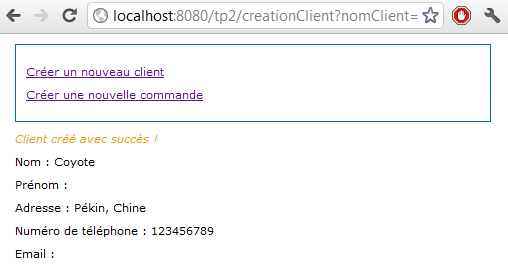 localhost:8080/tp2/creationClient?nomClient=
Créer un nouveau client
Créer une nouvelle commande
Client créé avec succès !
Nom : Coyote
Prénom :
Adresse : Pékin, Chine
Numéro de téléphone : 123456789
Email :